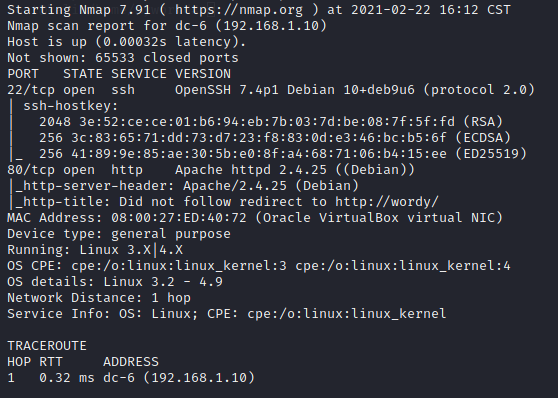 Starting Nmap 7.91 ( https://nmap.org ) at 2021-02-22 16:12 CST
Nmap scan report for dc-6 (192.168.1.10)
Host is up (0.00032s latency).
Not shown: 65533 closed ports
PORT   STATE SERVICE VERSION
22/tcp open  ssh     OpenSSH 7.4p1 Debian 10+deb9u6 (protocol 2.0)
| ssh-hostkey:
|   2048 3e:52:ce:ce:01:b6:94:eb:7b:03:7d:be:08:7f:5f:fd (RSA)
|   256 3c:83:65:71:dd:73:d7:23:f8:83:0d:e3:46:bc:b5:6f (ECDSA)
|_  256 41:89:9e:85:ae:30:5b:e0:8f:a4:68:71:06:b4:15:ee (ED25519)
80/tcp open  http    Apache httpd 2.4.25 ((Debian))
|_http-server-header: Apache/2.4.25 (Debian)
|_http-title: Did not follow redirect to http://wordy/
MAC Address: 08:00:27:ED:40:72 (Oracle VirtualBox virtual NIC)
Device type: general purpose
Running: Linux 3.X|4.X
OS CPE: cpe:/o:linux:linux_kernel:3 cpe:/o:linux:linux_kernel:4
OS details: Linux 3.2 - 4.9
Network Distance: 1 hop
Service Info: OS: Linux; CPE: cpe:/o:linux:linux_kernel

TRACEROUTE
HOP RTT     ADDRESS
1   0.32 ms dc-6 (192.168.1.10)